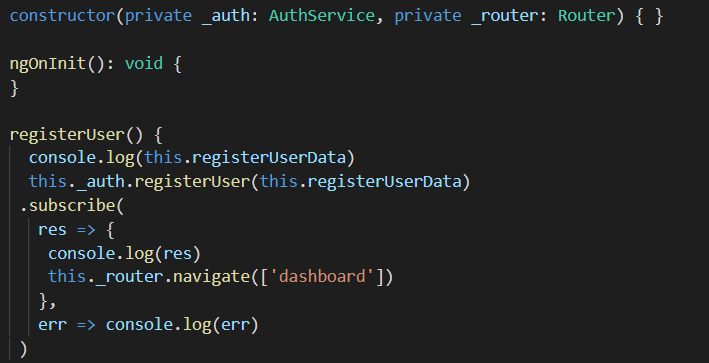 constructor(private _auth: AuthService, private _router: Router) { }
ngOnInit(): void {
}
registerUser() {
console.log(this.registerUserData)
this._auth.registerUser(this.registerUserData)
.subscribe(
res => {
console.log(res)
this._router.navigate(['dashboard'])
},
err => console.log(err)
)